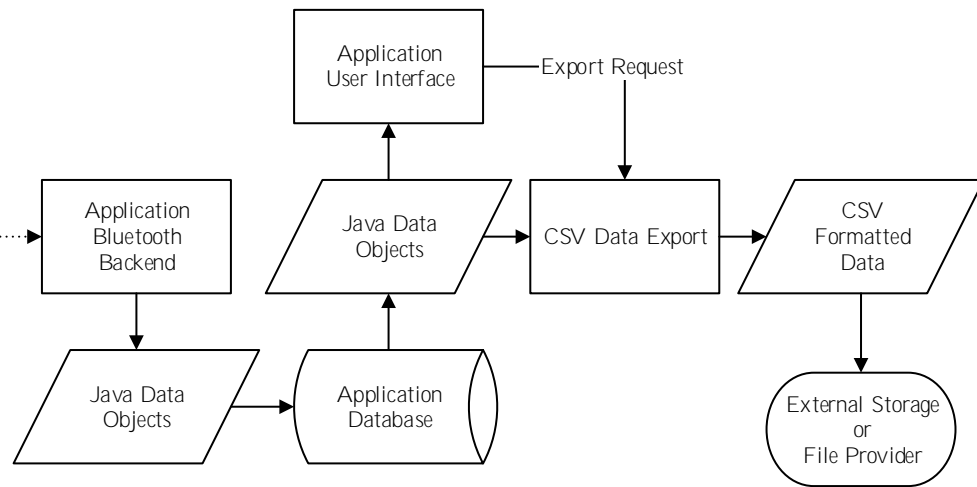 Application
User Interface
Export Request
Application
Bluetooth
Backend
Java Data
Objects
CSV Data Export
CSV
Formatted
Data
Java Data
Objects
Application
Database
External Storage
or
File Provider